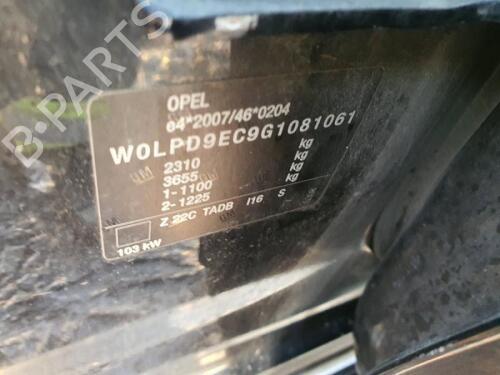 OPEL
e4*2007/46*0204
W0LPD9EC9G1081061
2310 kg
3655 kg
1-1100 kg
2-1225 kg
Z 22C TADB I16 S
103 KW
B-PARTS